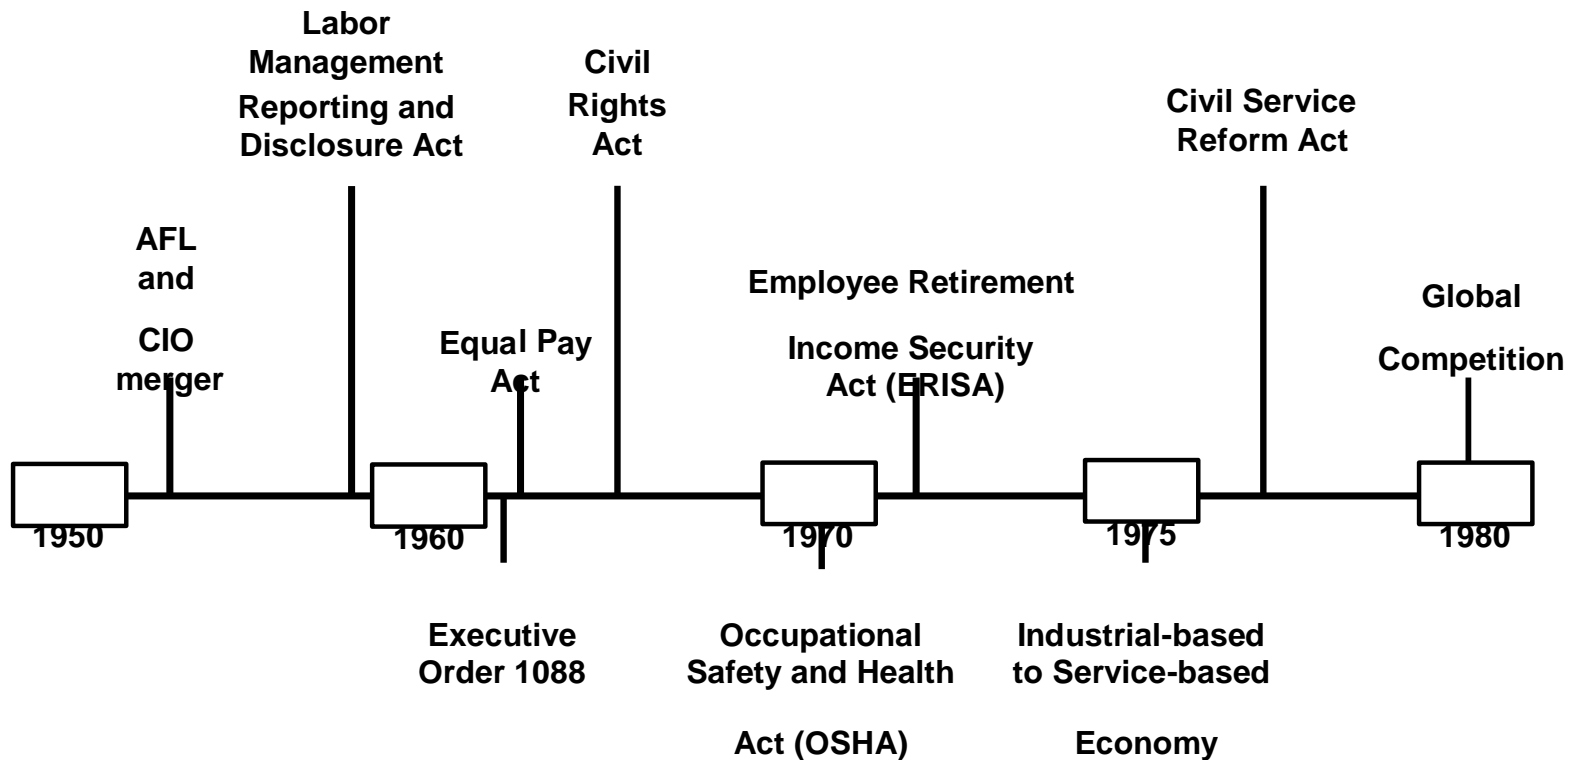 Labor
Management
Reporting and
Disclosure Act
Civil
Rights
Act
Civil Service
Reform Act
AFL
and
CIO
merger
Equal Pay
Act
Employee Retirement
Income Security
Act (ERISA)
Global
Competition
1950
1960
1970
1975
1980
Executive
Order 1088
Occupational
Safety and Health
Act (OSHA)
Industrial-based
to Service-based
Economy